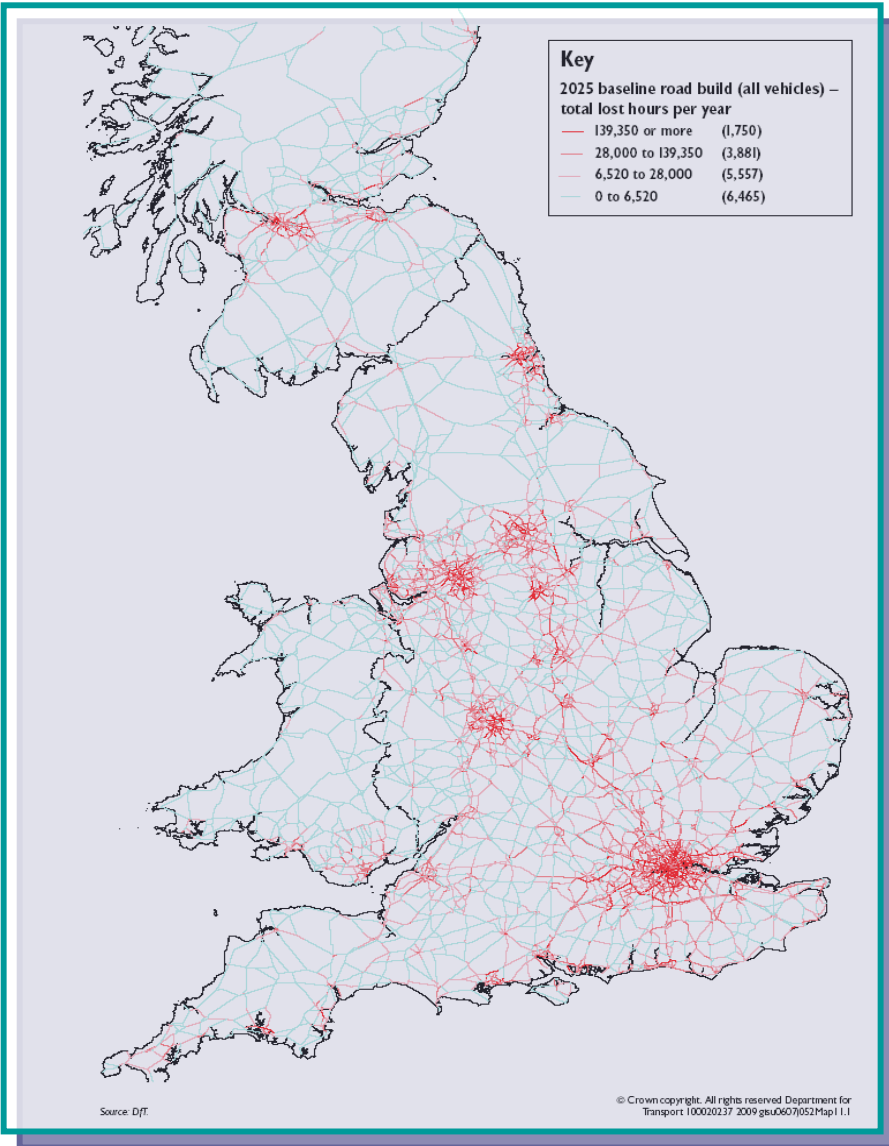 Key
2025 baseline road build (all vehicles) –
total lost hours per year
139,350 or more (1,750)
28,000 to 139,350 (3,881)
6,520 to 28,000 (5,557)
0 to 6,520 (6,465)
Source: DfT.
© Crown copyright. All rights reserved Department for
Transport 100020237 2009 gisu0607j052Map11.1